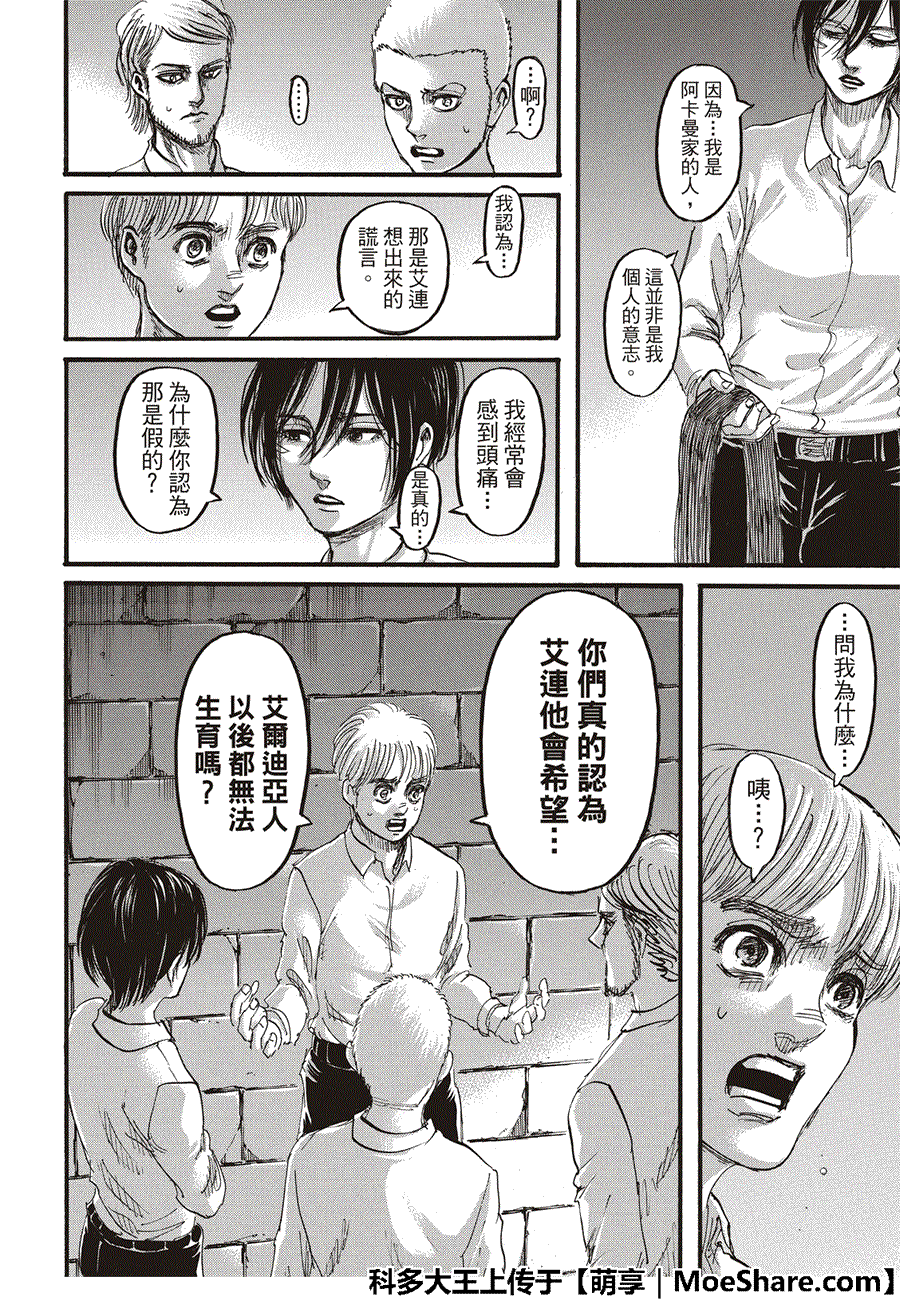 因為…我是
阿卡曼家的人，
這並非是我
個人的意志。
…啊？
……
我認為…
那是艾連
想出來的
謊言。
我經常會
感到頭痛…
是真的…
為什麼你認為
那是假的？
…問我為什麼…
咦…？
你們真的認為
艾連他會希望…
艾爾迪亞人
以後都無法
生育嗎？
科多大王上传于【萌享｜MoeShare.com】